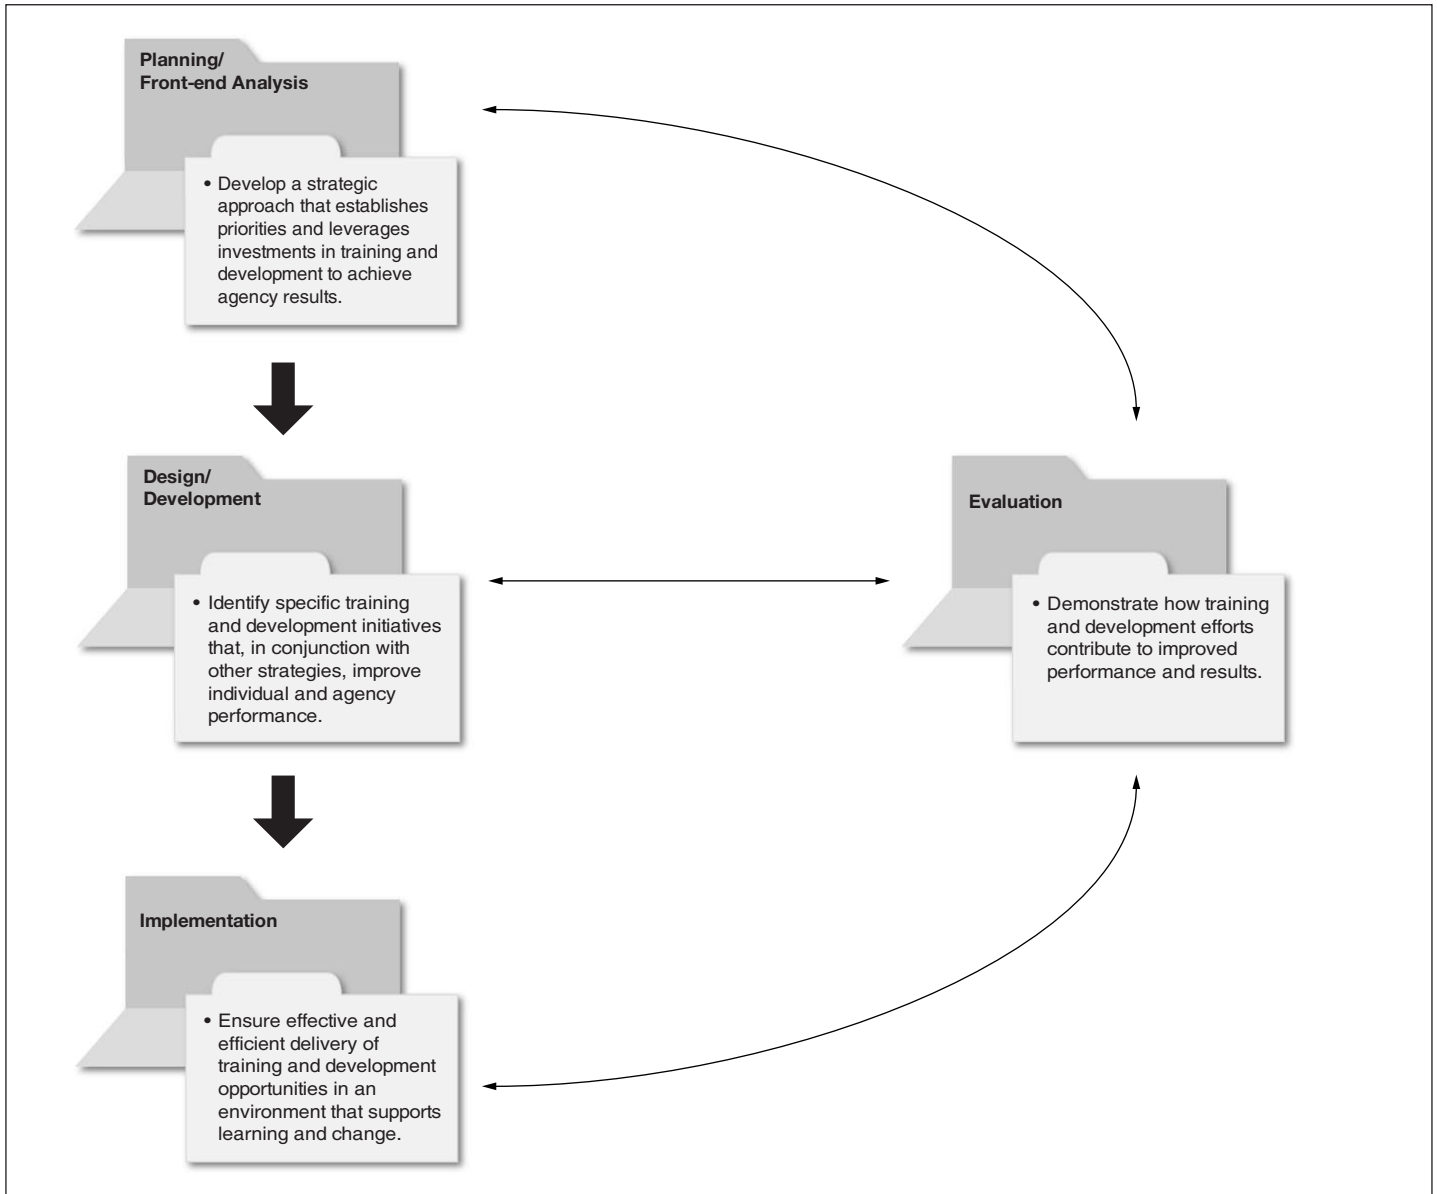 Planning/
Front-end Analysis
• Develop a strategic
approach that establishes
priorities and leverages
investments in training and
development to achieve
agency results.
Design/
Development
• Identify specific training
and development initiatives
that, in conjunction with
other strategies, improve
individual and agency
performance.
Evaluation
• Demonstrate how training
and development efforts
contribute to improved
performance and results.
Implementation
• Ensure effective and
efficient delivery of
training and development
opportunities in an
environment that supports
learning and change.